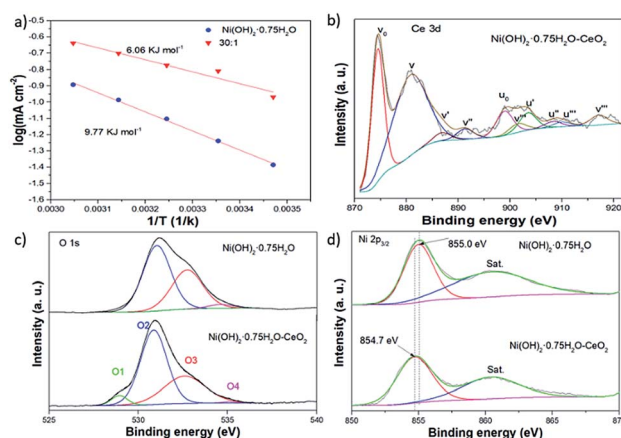 a)
-0.4
-0.5
-0.6
-0.7
-0.8
-0.9
-1.0
-1.1
-1.2
-1.3
-1.4
-1.5
-1.6
log(mA cm⁻²)
6.06 KJ mol⁻¹
Ni(OH)₂·0.75H₂O
30:1
9.77 KJ mol⁻¹
0.0030 0.0031 0.0032 0.0033 0.0034 0.0035
1/T (1/k)
b)
Ce 3d
Ni(OH)₂·0.75H₂O-CeO₂
Intensity (a. u.)
v₀
v
v'
v''
u₀
u'
v'''
u''
u'''
v'''
870 880 890 900 910 920
Binding energy (eV)
c)
O 1s
Ni(OH)₂·0.75H₂O
Intensity (a. u.)
Ni(OH)₂·0.75H₂O-CeO₂
O1
O2
O3
O4
525 530 535 540
Binding energy (eV)
d)
Ni 2p₃/₂
855.0 eV
Ni(OH)₂·0.75H₂O
Sat.
Intensity (a. u.)
854.7 eV
Ni(OH)₂·0.75H₂O-CeO₂
Sat.
850 855 860 865
Binding energy (eV)